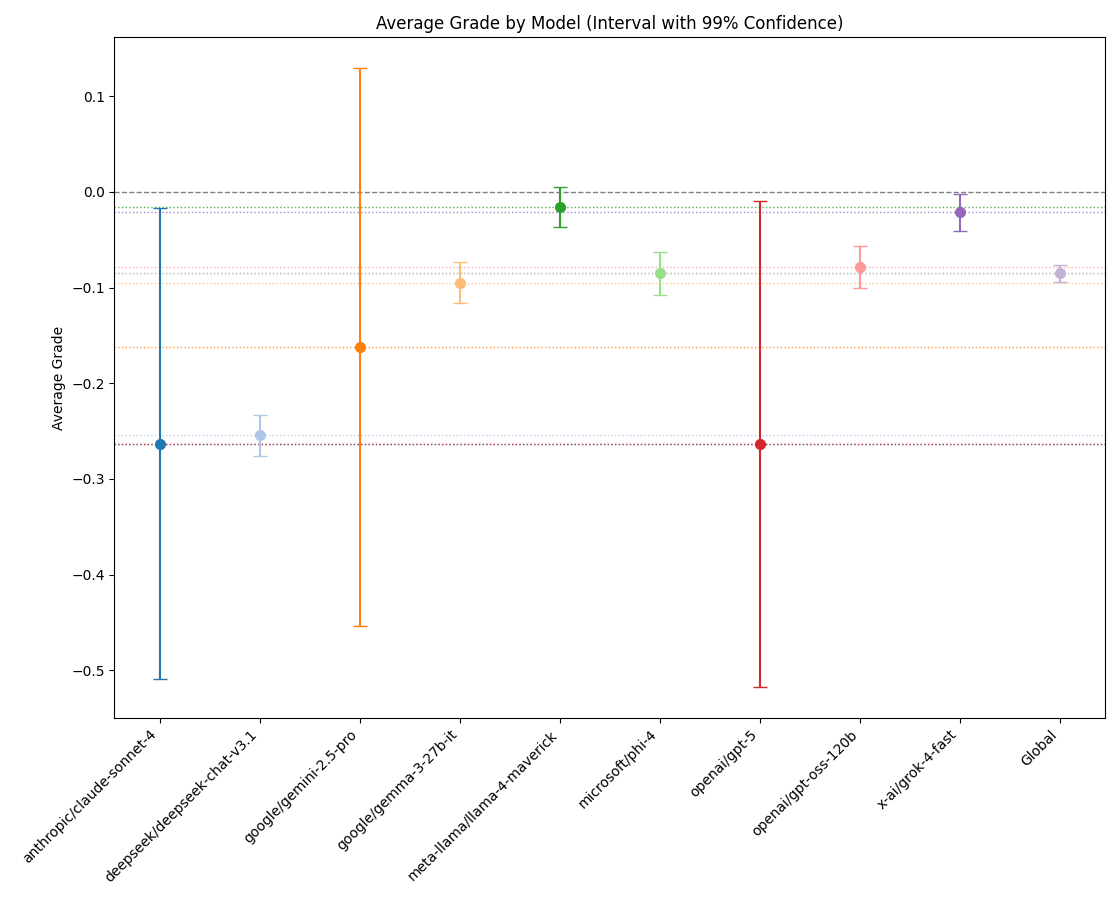 Average Grade by Model (Interval with 99% Confidence)
Average Grade
0.1
0.0
−0.1
−0.2
−0.3
−0.4
−0.5
anthropic/claude-sonnet-4
deepseek/deepseek-chat-v3.1
google/gemini-2.5-pro
google/gemma-3-27b-it
meta-llama/llama-4-maverick
microsoft/phi-4
openai/gpt-5
openai/gpt-oss-120b
x-ai/grok-4-fast
Global